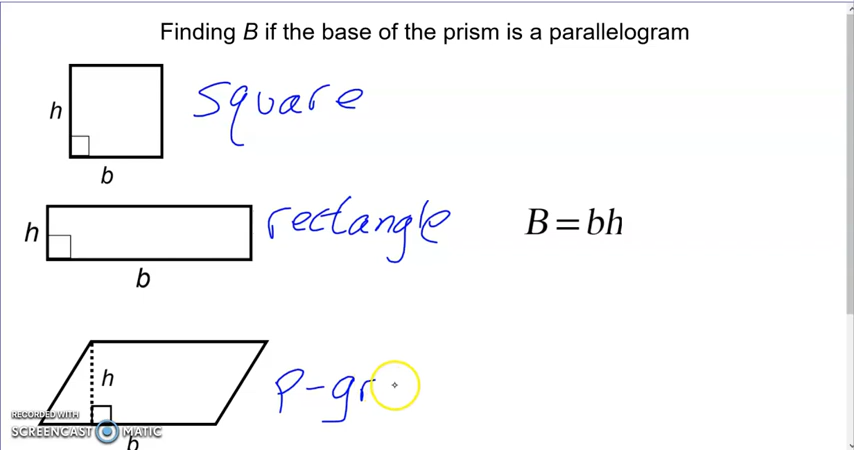 Finding B if the base of the prism is a parallelogram
h
square
b
h
rectangle
B = bh
b
h
p-gr
RECORDED WITH
SCREENCAST MATIC
b